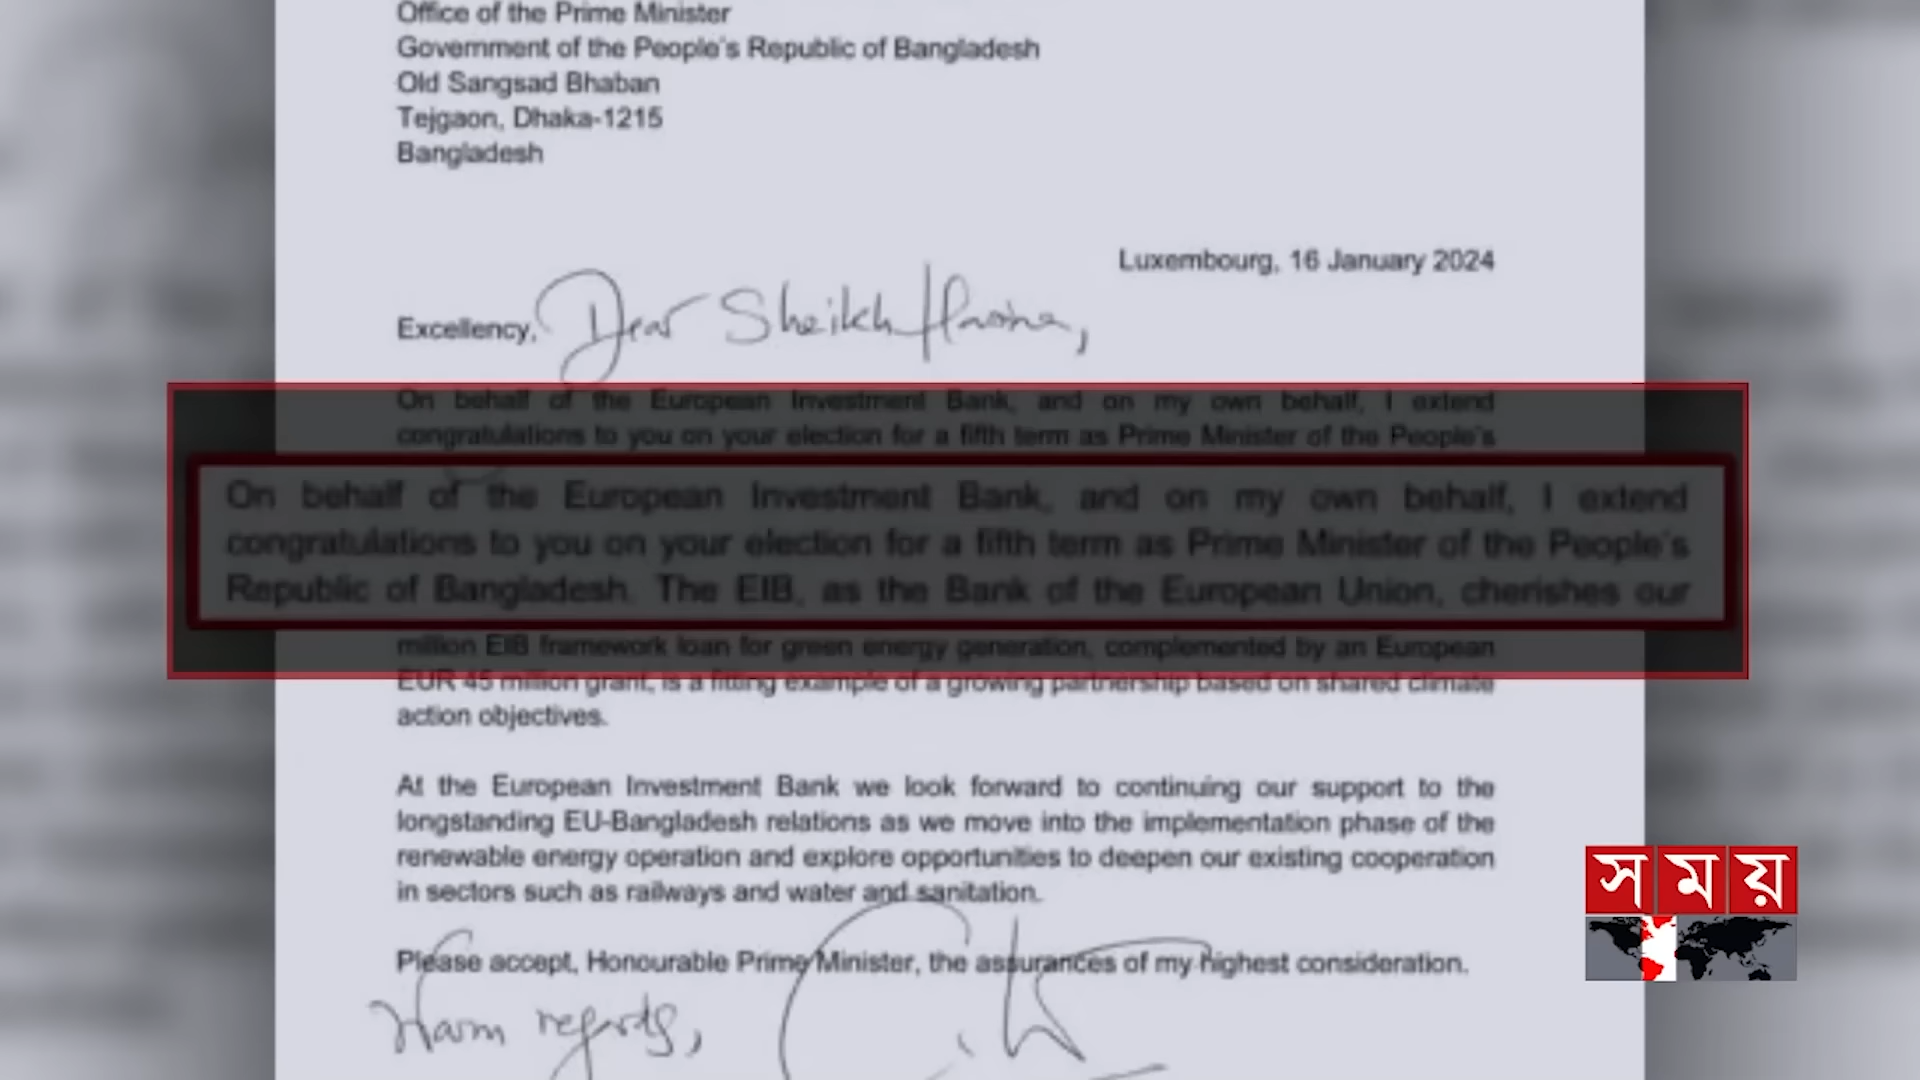 Office of the Prime Minister
Government of the People's Republic of Bangladesh
Old Sangsad Bhaban
Tejgaon, Dhaka-1215
Bangladesh
Luxembourg, 16 January 2024
Excellency, Dear Sheikh Hasina,
On behalf of the European Investment Bank, and on my own behalf, I extend
congratulations to you on your election for a fifth term as Prime Minister of the People's
On behalf of the European Investment Bank, and on my own behalf, I extend
congratulations to you on your election for a fifth term as Prime Minister of the People's
Republic of Bangladesh. The EIB, as the Bank of the European Union, cherishes our
million EIB framework loan for green energy generation, complemented by an European
EUR 45 million grant, is a fitting example of a growing partnership based on shared climate
action objectives.
At the European Investment Bank we look forward to continuing our support to the
longstanding EU-Bangladesh relations as we move into the implementation phase of the
renewable energy operation and explore opportunities to deepen our existing cooperation
in sectors such as railways and water and sanitation.
Please accept, Honourable Prime Minister, the assurances of my highest consideration.
Warm regards,
সময়